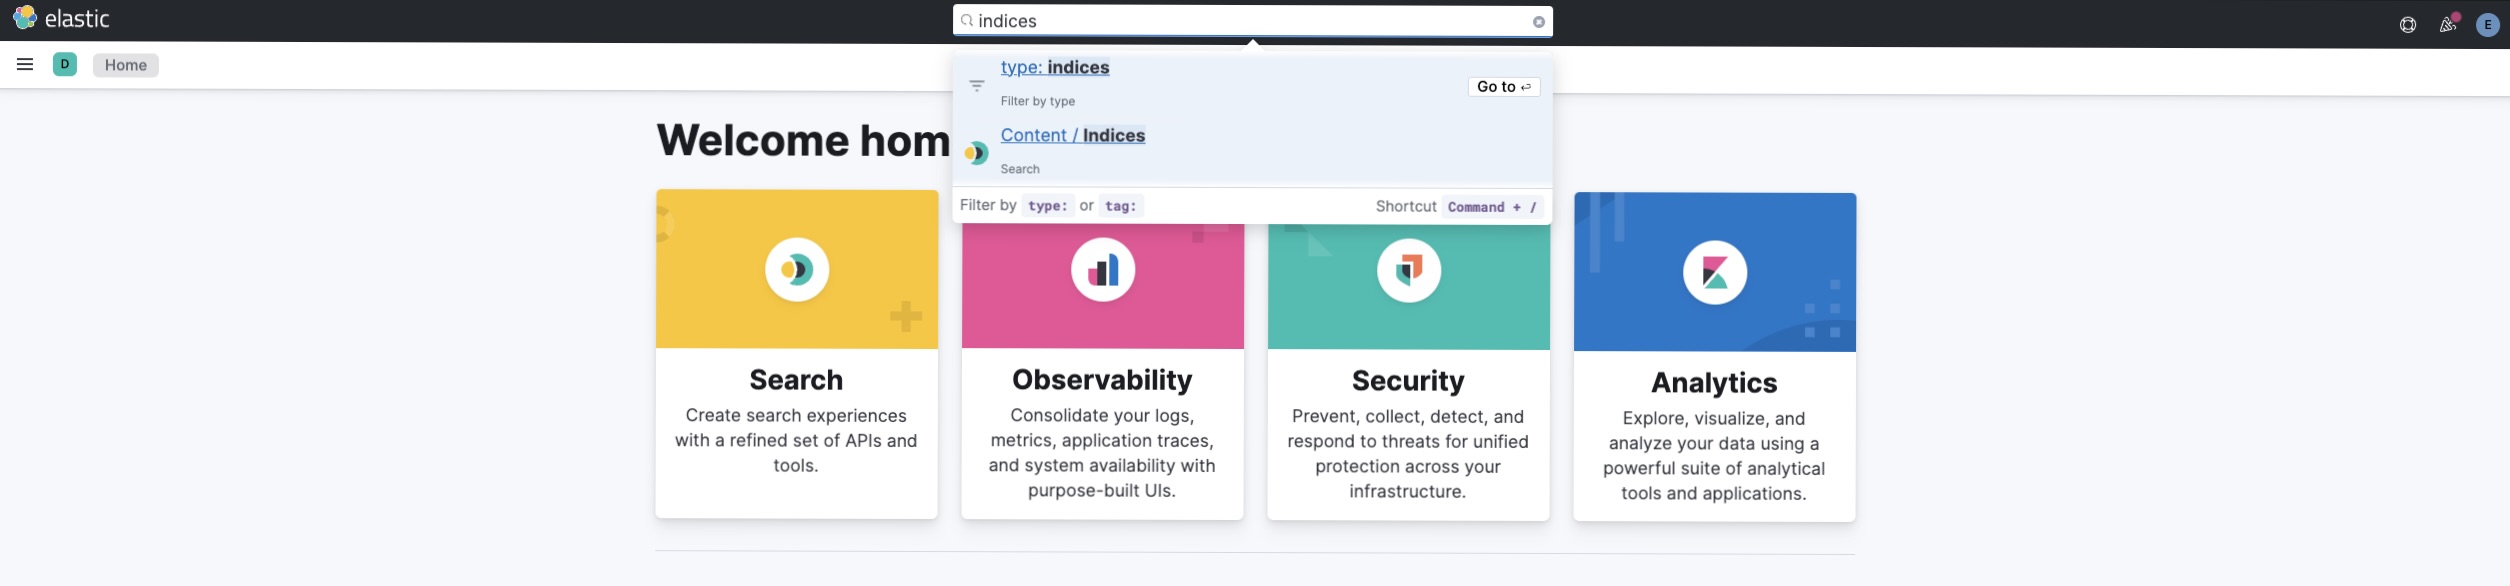 elastic
indices
E
D
Home
type: indices
Filter by type
Go to
Content / Indices
Search
Filter by type: or tag:
Shortcut Command + /
Welcome hom
Search
Create search experiences
with a refined set of APIs and
tools.
Observability
Consolidate your logs,
metrics, application traces,
and system availability with
purpose-built UIs.
Security
Prevent, collect, detect, and
respond to threats for unified
protection across your
infrastructure.
Analytics
Explore, visualize, and
analyze your data using a
powerful suite of analytical
tools and applications.